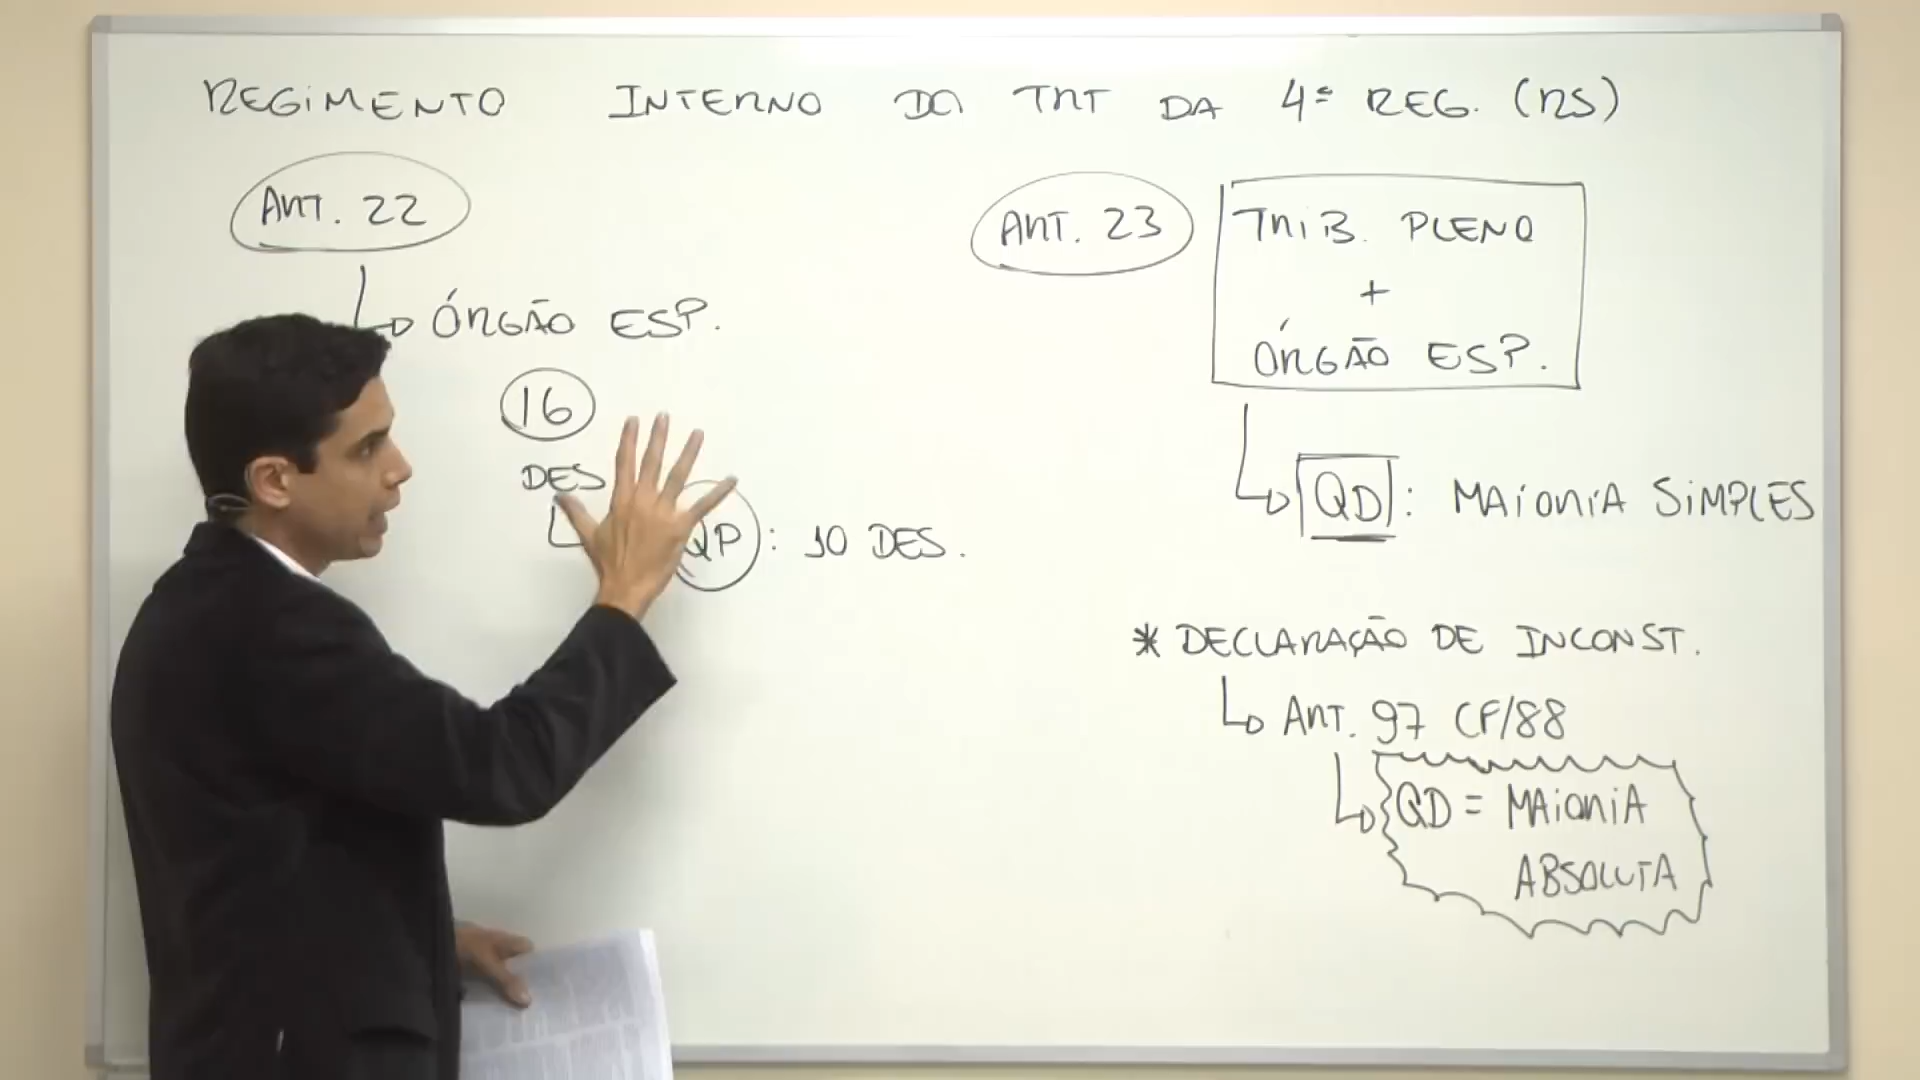 REGIMENTO INTERNO DO TRT DA 4ª REG. (RS)
ART. 22
ÓRGÃO ESP.
16
DES
QP : 10 DES.
ART. 23
TRIB. PLENO
+
ÓRGÃO ESP.
QD : MAIORIA SIMPLES
* DECLARAÇÃO DE INCONST.
ART. 97 CF/88
QD = MAIORIA
ABSOLUTA